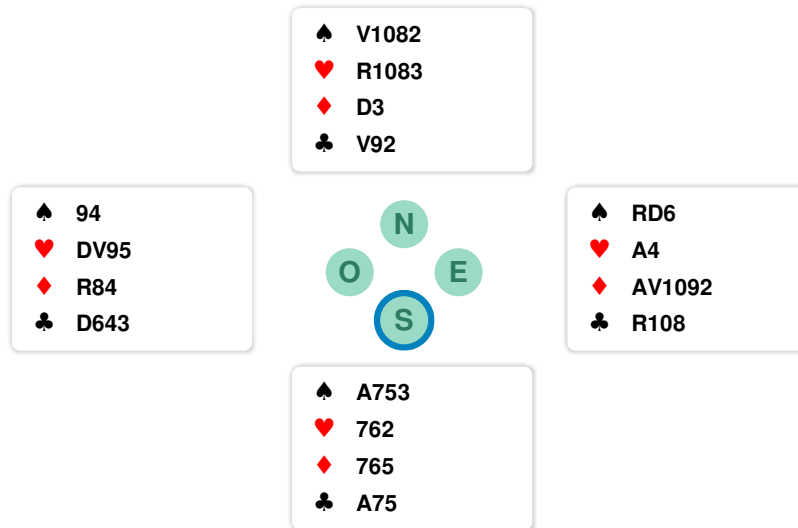 ♠ V1082
♥ R1083
♦ D3
♣ V92
♠ 94
♥ DV95
♦ R84
♣ D643
N
O E
S
♠ RD6
♥ A4
♦ AV1092
♣ R108
♠ A753
♥ 762
♦ 765
♣ A75